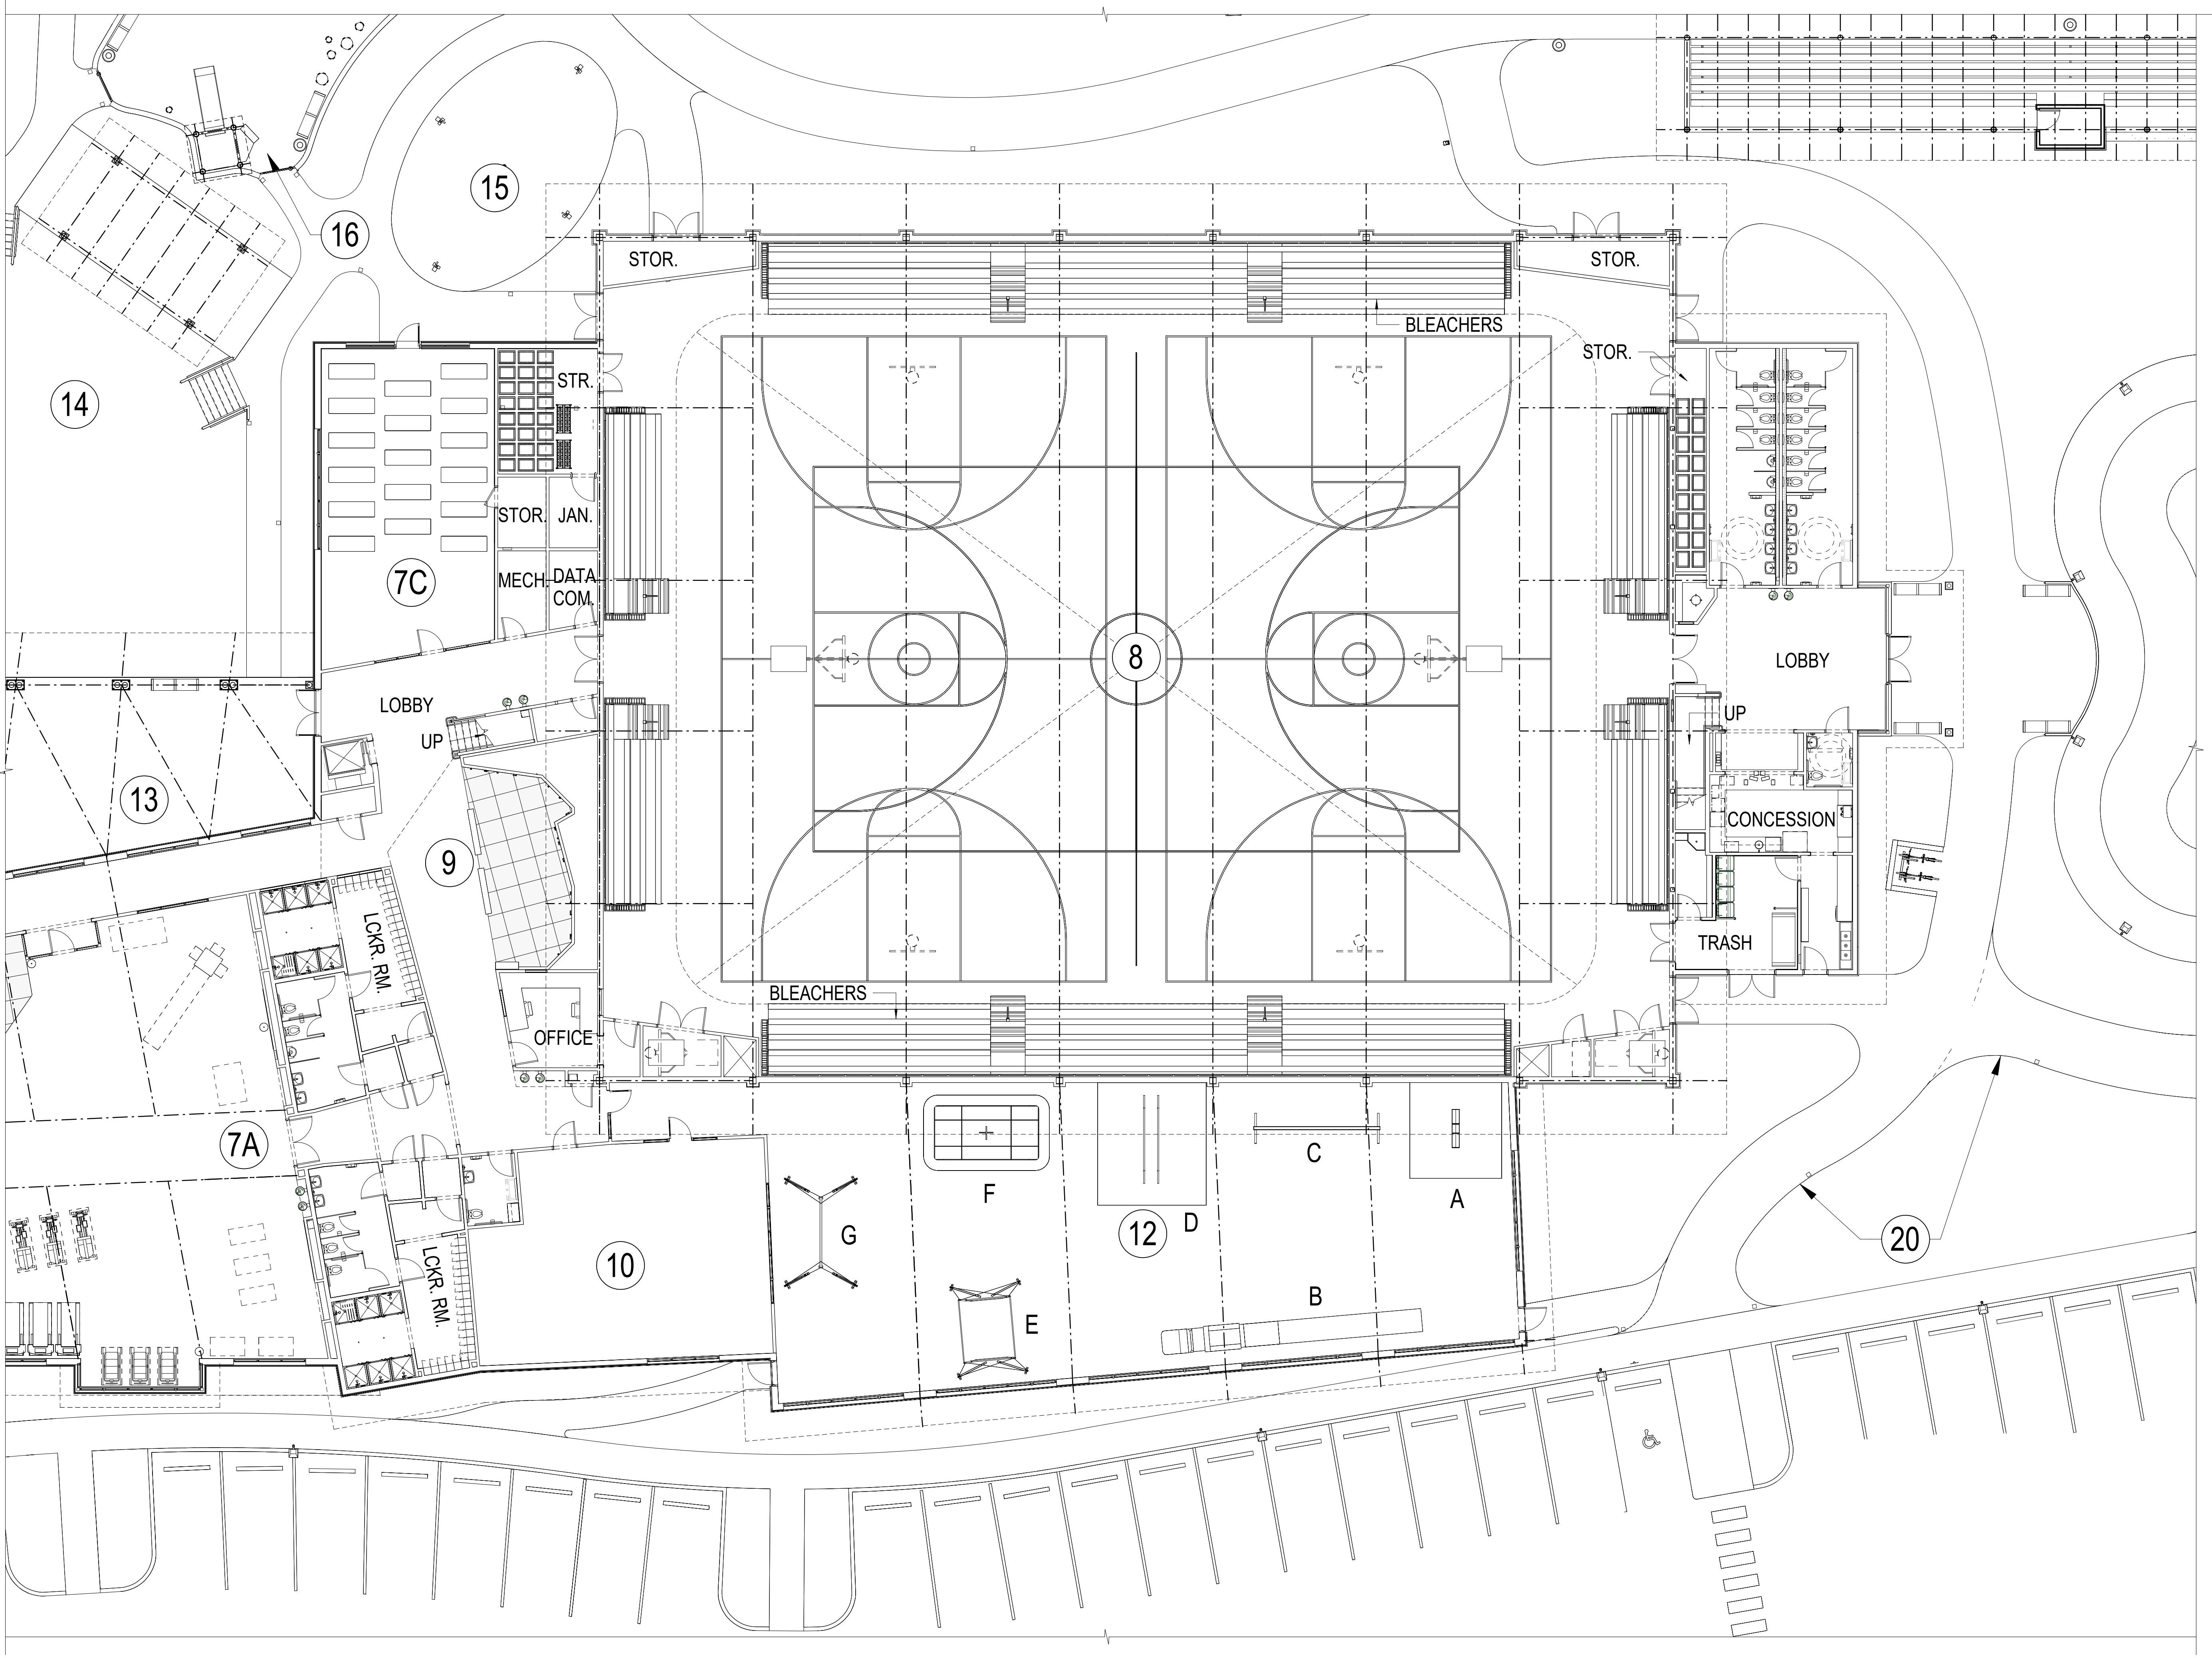 15
16
STOR.
STOR.
BLEACHERS
STOR.
14
STR.
STOR.
JAN.
7C
MECH.
DATA
COM.
8
LOBBY
LOBBY
UP
UP
13
CONCESSION
9
LCKR. RM.
TRASH
BLEACHERS
OFFICE
7A
C
F
A
D
12
G
20
10
LCKR. RM.
B
E